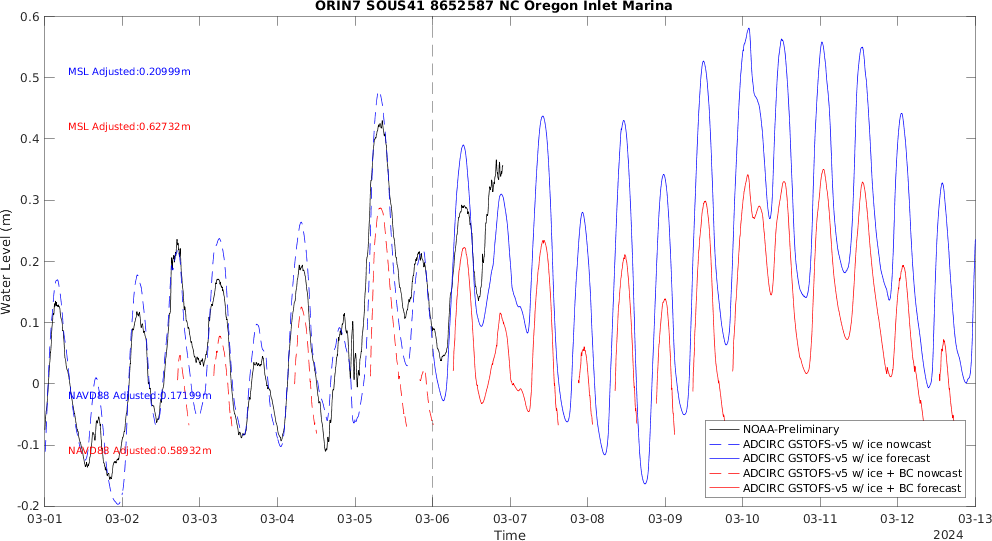 ORIN7 SOUS41 8652587 NC Oregon Inlet Marina
0.6
0.5
0.4
0.3
0.2
0.1
0
-0.1
-0.2
Water Level (m)
MSL Adjusted:0.20999m
MSL Adjusted:0.62732m
NAVD88 Adjusted:0.17199m
NAVD88 Adjusted:0.58932m
NOAA-Preliminary
ADCIRC GSTOFS-v5 w/ ice nowcast
ADCIRC GSTOFS-v5 w/ ice forecast
ADCIRC GSTOFS-v5 w/ ice + BC nowcast
ADCIRC GSTOFS-v5 w/ ice + BC forecast
03-01 03-02 03-03 03-04 03-05 03-06 03-07 03-08 03-09 03-10 03-11 03-12 03-13
Time
2024